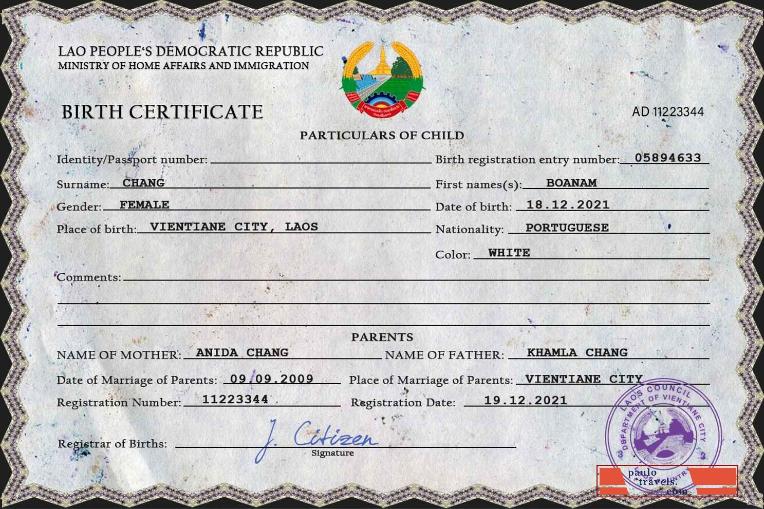 LAO PEOPLE'S DEMOCRATIC REPUBLIC
MINISTRY OF HOME AFFAIRS AND IMMIGRATION
BIRTH CERTIFICATE
AD 11223344
PARTICULARS OF CHILD
Identity/Passport number: Birth registration entry number: 05894633
Surname: CHANG First names(s): BOANAM
Gender: FEMALE Date of birth: 18.12.2021
Place of birth: VIENTIANE CITY, LAOS Nationality: PORTUGUESE
Color: WHITE
Comments:
PARENTS
NAME OF MOTHER: ANIDA CHANG NAME OF FATHER: KHAMLA CHANG
Date of Marriage of Parents: 09.09.2009 Place of Marriage of Parents: VIENTIANE CITY
Registration Number: 11223344 Registration Date: 19.12.2021
Registrar of Births: J. Citizen
Signature
LAOS COUNCIL
DEPARTMENT OF VIENTIANE CITY
paulo
travels.
com